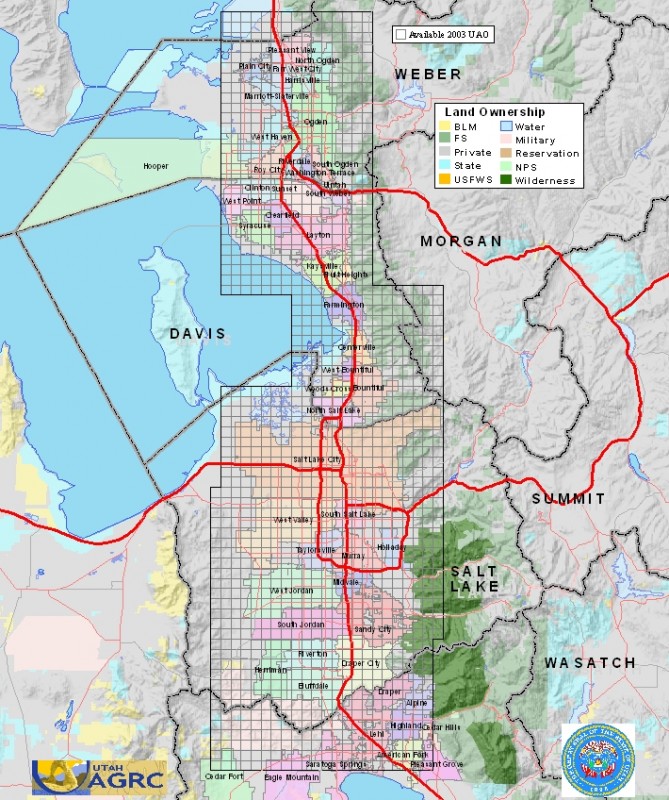 Available 2003 UAO
Pleasant View
North Ogden
Plain City
Farr West City
Harrisville
WEBER
Marriott-Slaterville
Land Ownership
BLM
Water
FS
Military
Private
Reservation
State
NPS
USFWS
Wilderness
Ogden
West Haven
Hooper
Riverdale
South Ogden
Roy City
Washington Terrace
Uintah
Clinton
Sunset
South Weber
West Point
Clearfield
Syracuse
Layton
MORGAN
Kaysville
Fruit Heights
Farmington
DAVIS
Centerville
West Bountiful
Woods Cross
Bountiful
North Salt Lake
Salt Lake City
SUMMIT
South Salt Lake
West Valley
Taylorsville
Holladay
Murray
Midvale
SALT
LAKE
West Jordan
South Jordan
Sandy City
Riverton
Draper City
WASATCH
Herriman
Bluffdale
Draper
Alpine
Highland
Cedar Hills
Lehi
American Fork
Saratoga Springs
Pleasant Grove
Cedar Fort
Eagle Mountain
UTAH
AGRC